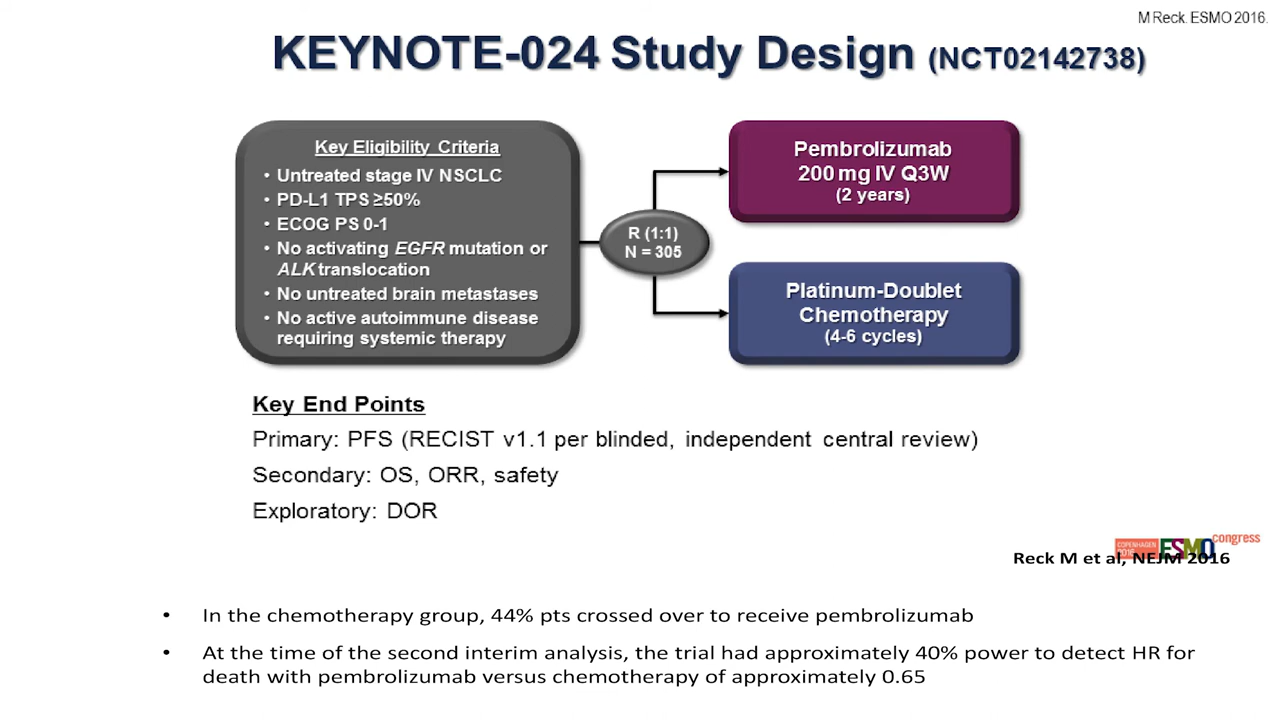 M Reck. ESMO 2016.
KEYNOTE-024 Study Design (NCT02142738)
Key Eligibility Criteria
• Untreated stage IV NSCLC
• PD-L1 TPS ≥50%
• ECOG PS 0-1
• No activating EGFR mutation or
ALK translocation
• No untreated brain metastases
• No active autoimmune disease
requiring systemic therapy
R (1:1)
N = 305
Pembrolizumab
200 mg IV Q3W
(2 years)
Platinum-Doublet
Chemotherapy
(4-6 cycles)
Key End Points
Primary: PFS (RECIST v1.1 per blinded, independent central review)
Secondary: OS, ORR, safety
Exploratory: DOR
COPENHAGEN
2016
ESMO congress
Reck M et al, NEJM 2016
• In the chemotherapy group, 44% pts crossed over to receive pembrolizumab
• At the time of the second interim analysis, the trial had approximately 40% power to detect HR for
death with pembrolizumab versus chemotherapy of approximately 0.65